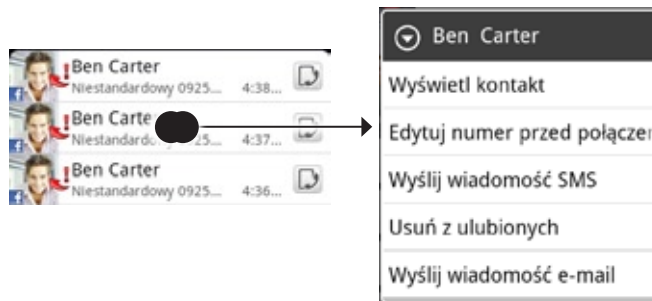 Ben Carter
Niestandardowy 0925... 4:38...
Ben Carte
4:37...
Ben Carter
Niestandardowy 0925... 4:36...
Ben Carter
Wyświetl kontakt
Edytuj numer przed
Wyślij wiadomość SMS
Usuń z ulubionych
Wyślij wiadomość e-mail